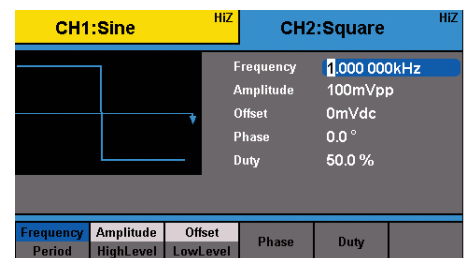 CH1:Sine HiZ CH2:Square HiZ
Frequency 1.000 000kHz
Amplitude 100mVpp
Offset 0mVdc
Phase 0.0 °
Duty 50.0 %
Frequency Amplitude Offset Phase Duty
Period HighLevel LowLevel